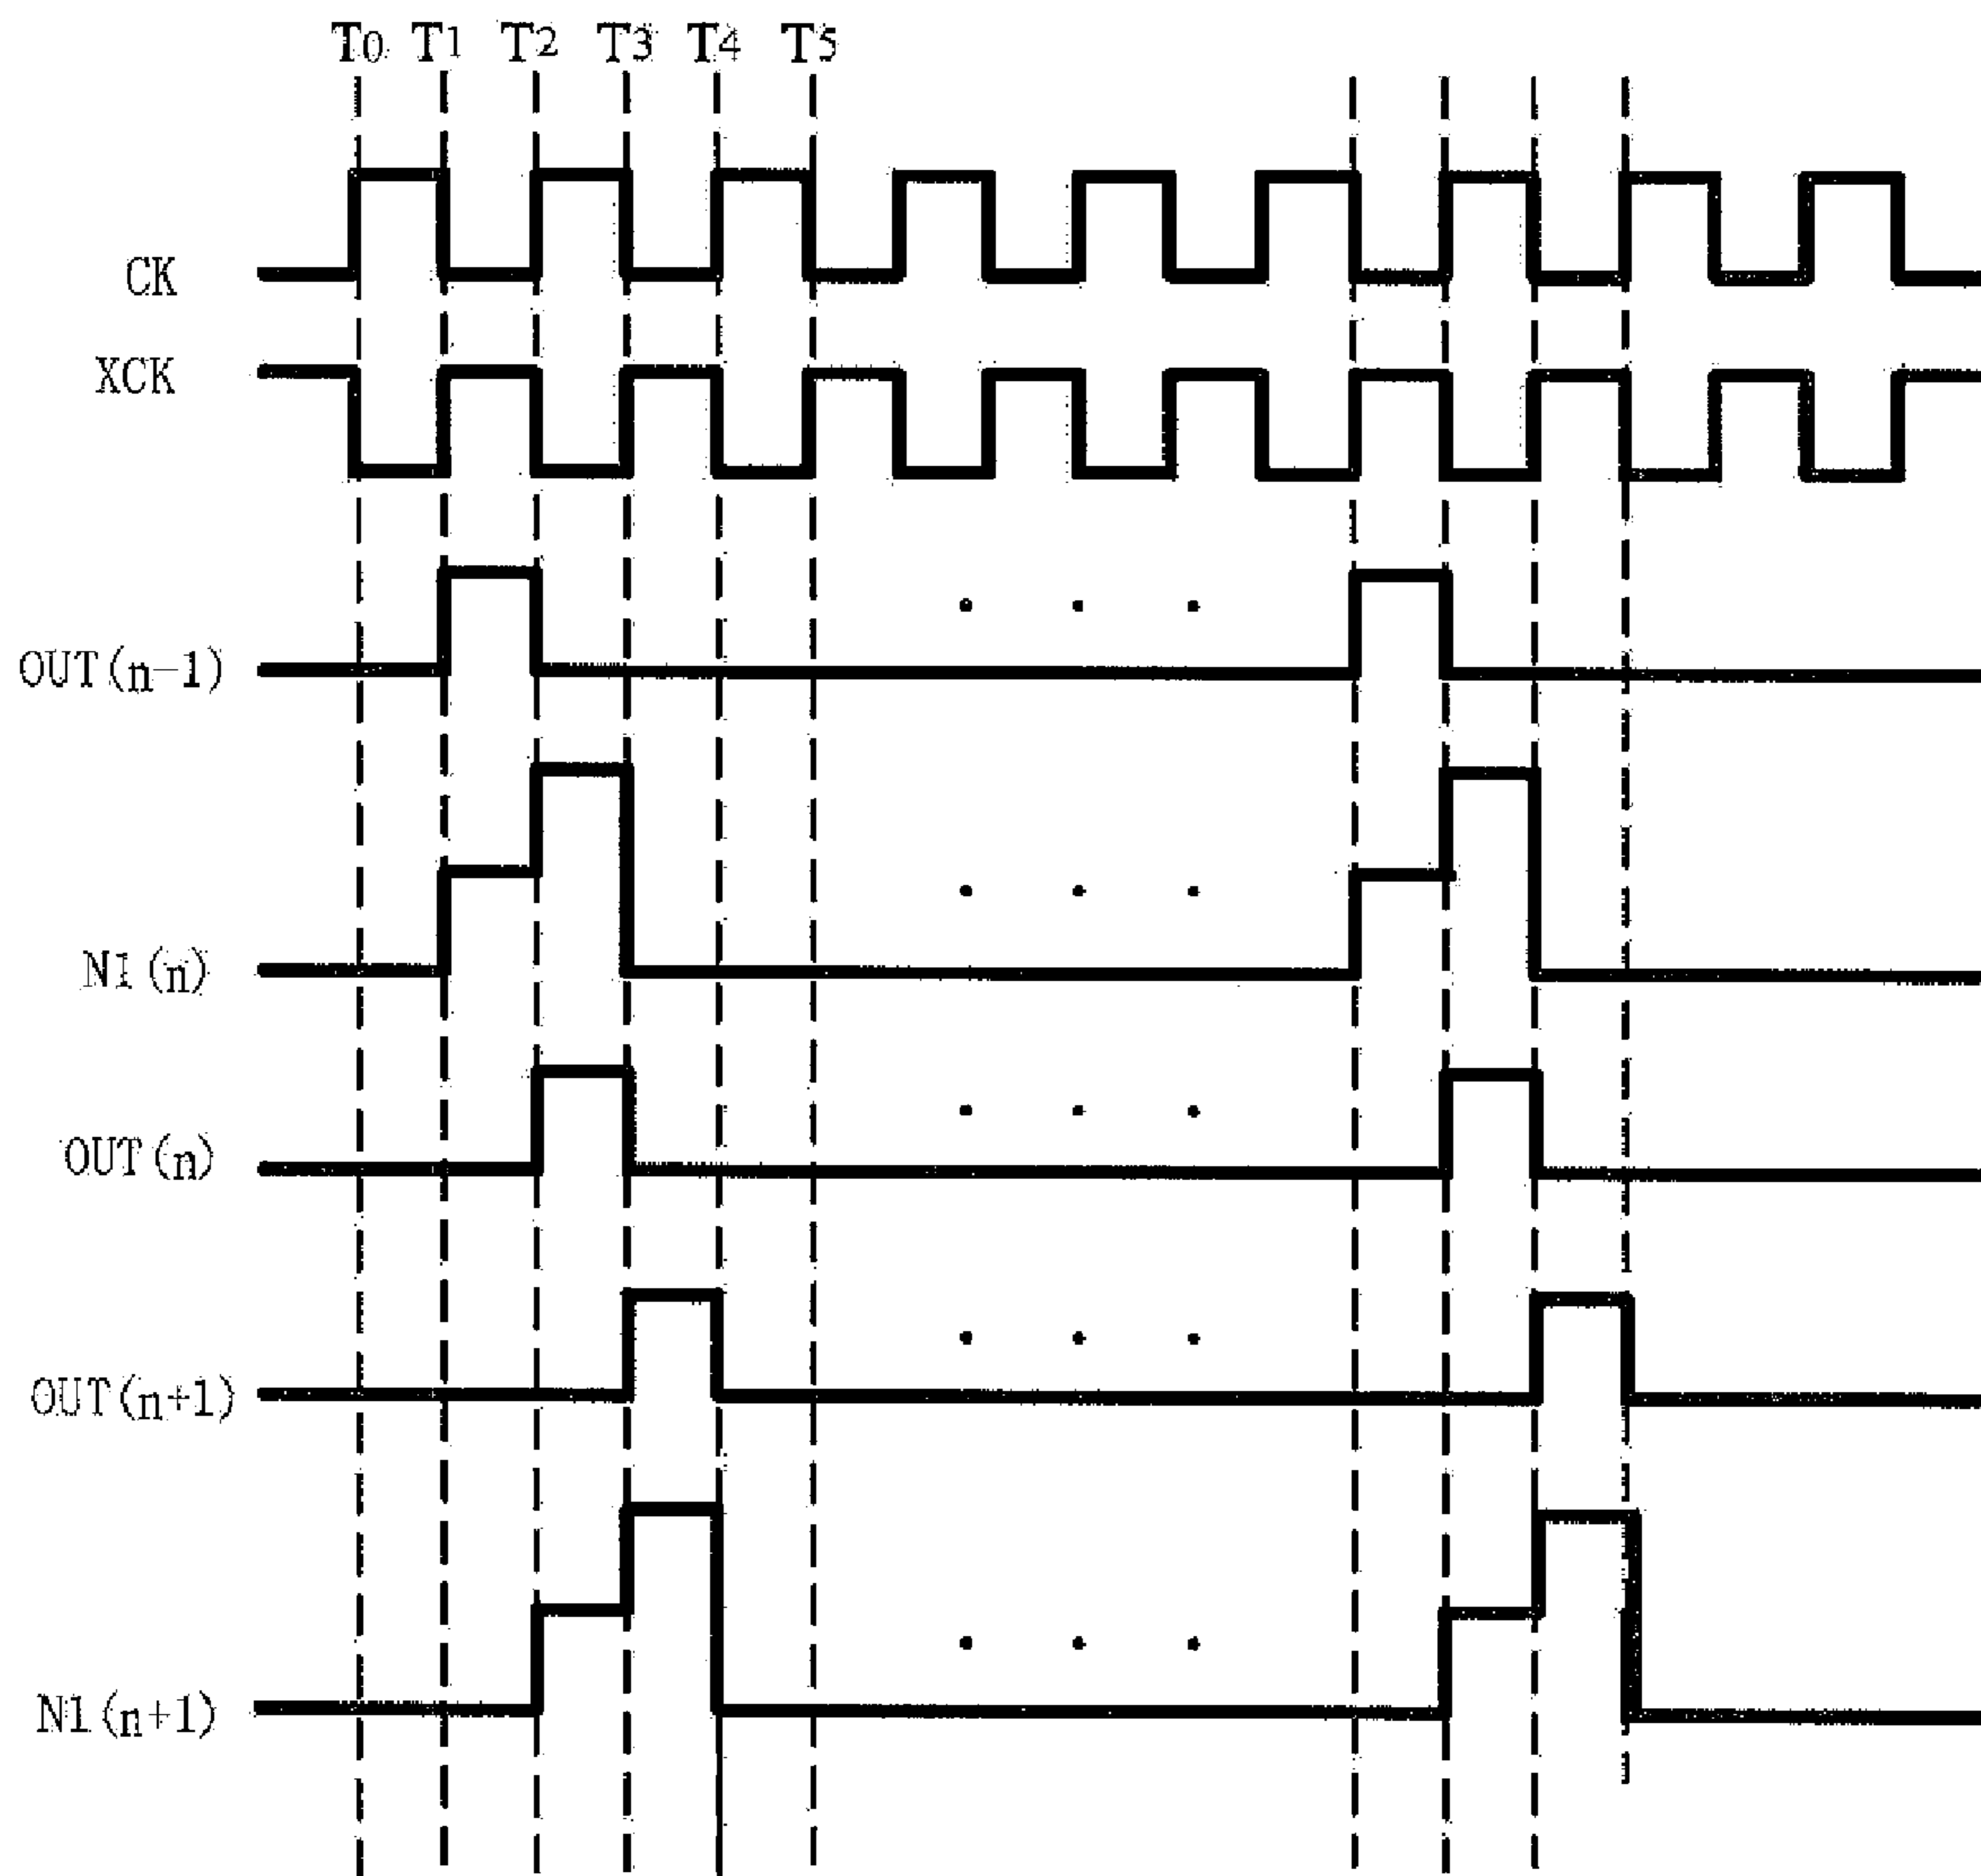 T0 T1 T2 T3 T4 T5
CK
XCK
OUT(n-1)
N1(n)
OUT(n)
OUT(n+1)
N1(n+1)